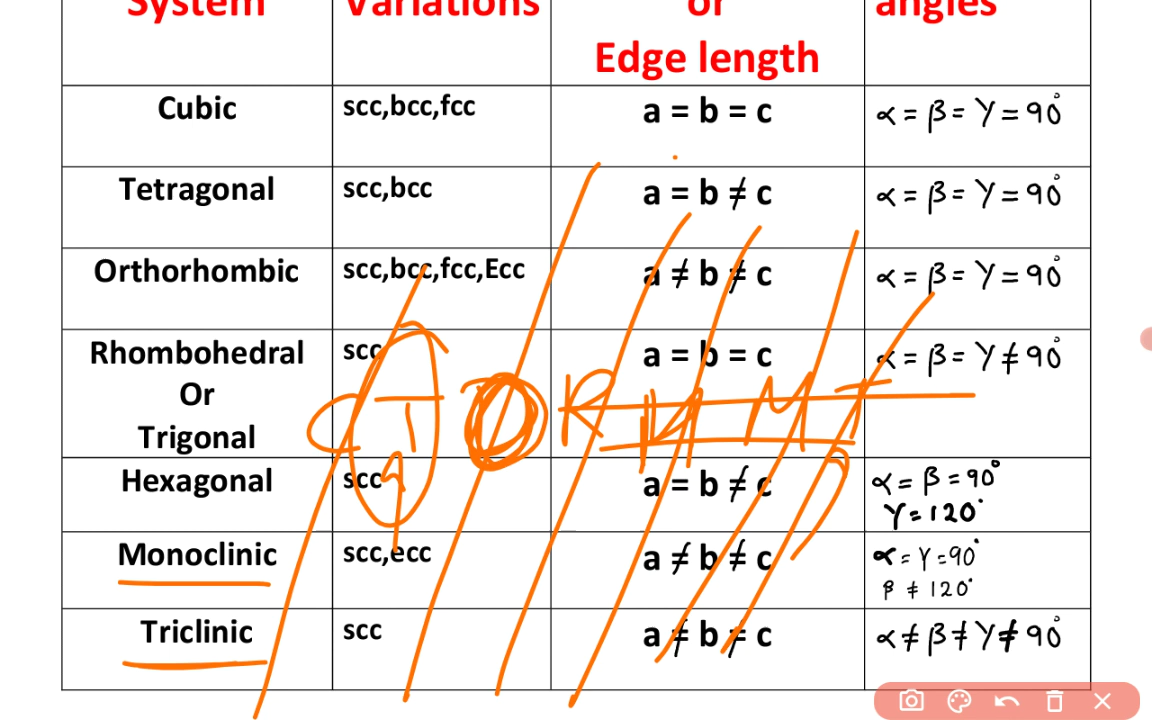 System Variations or angles
Edge length
Cubic scc,bcc,fcc a = b = c α = β = γ = 90°
Tetragonal scc,bcc a = b ≠ c α = β = γ = 90°
Orthorhombic scc,bcc,fcc,Ecc a ≠ b ≠ c α = β = γ = 90°
Rhombohedral scc a = b = c α = β = γ ≠ 90°
Or
Trigonal
C T O R H M T
Hexagonal scc a = b ≠ c α = β = 90°
γ = 120°
Monoclinic scc,ecc a ≠ b ≠ c α = γ = 90°
β ≠ 120°
Triclinic scc a ≠ b ≠ c α ≠ β ≠ γ ≠ 90°